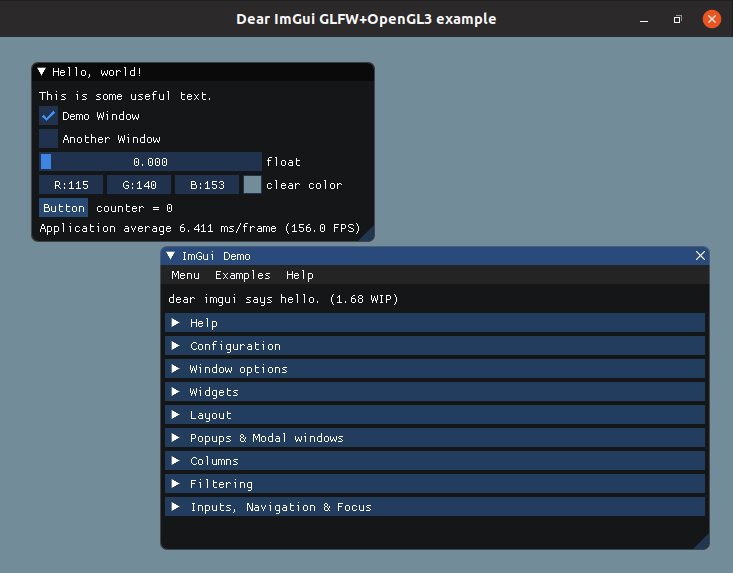 Dear ImGui GLFW+OpenGL3 example
Hello, world!
This is some useful text.
Demo Window
Another Window
0.000 float
R:115 G:140 B:153 clear color
Button counter = 0
Application average 6.411 ms/frame (156.0 FPS)
ImGui Demo
Menu Examples Help
dear imgui says hello. (1.68 WIP)
Help
Configuration
Window options
Widgets
Layout
Popups & Modal windows
Columns
Filtering
Inputs, Navigation & Focus